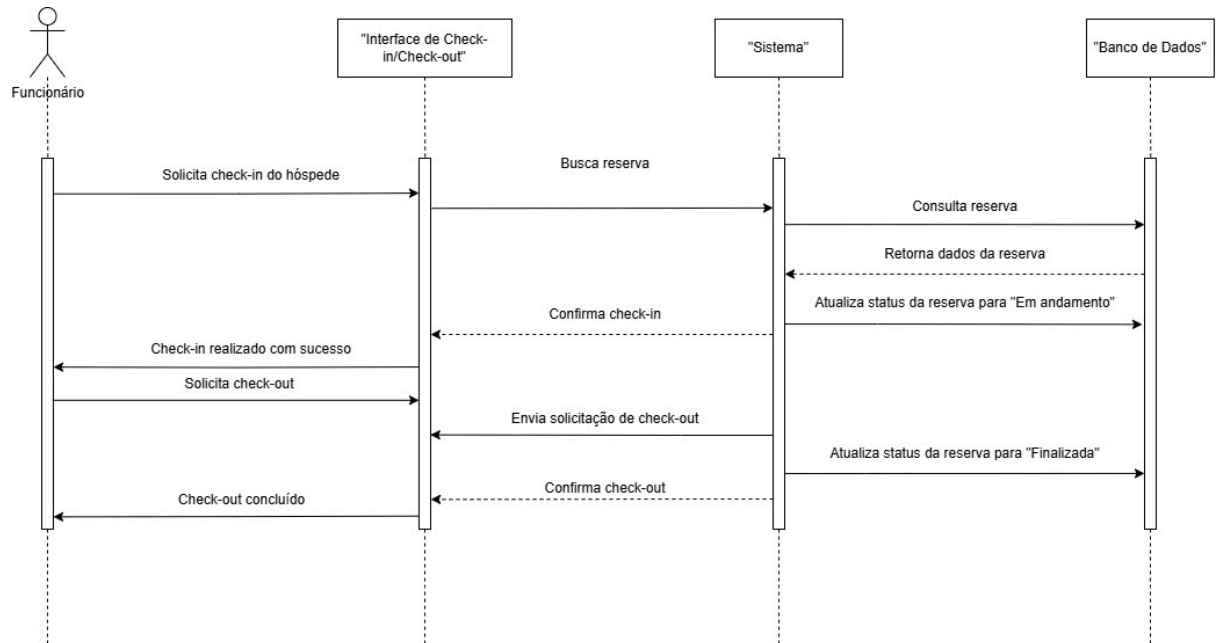 Funcionário
"Interface de Check-
in/Check-out"
"Sistema"
"Banco de Dados"
Solicita check-in do hóspede
Busca reserva
Consulta reserva
Retorna dados da reserva
Atualiza status da reserva para "Em andamento"
Confirma check-in
Check-in realizado com sucesso
Solicita check-out
Envia solicitação de check-out
Atualiza status da reserva para "Finalizada"
Confirma check-out
Check-out concluído